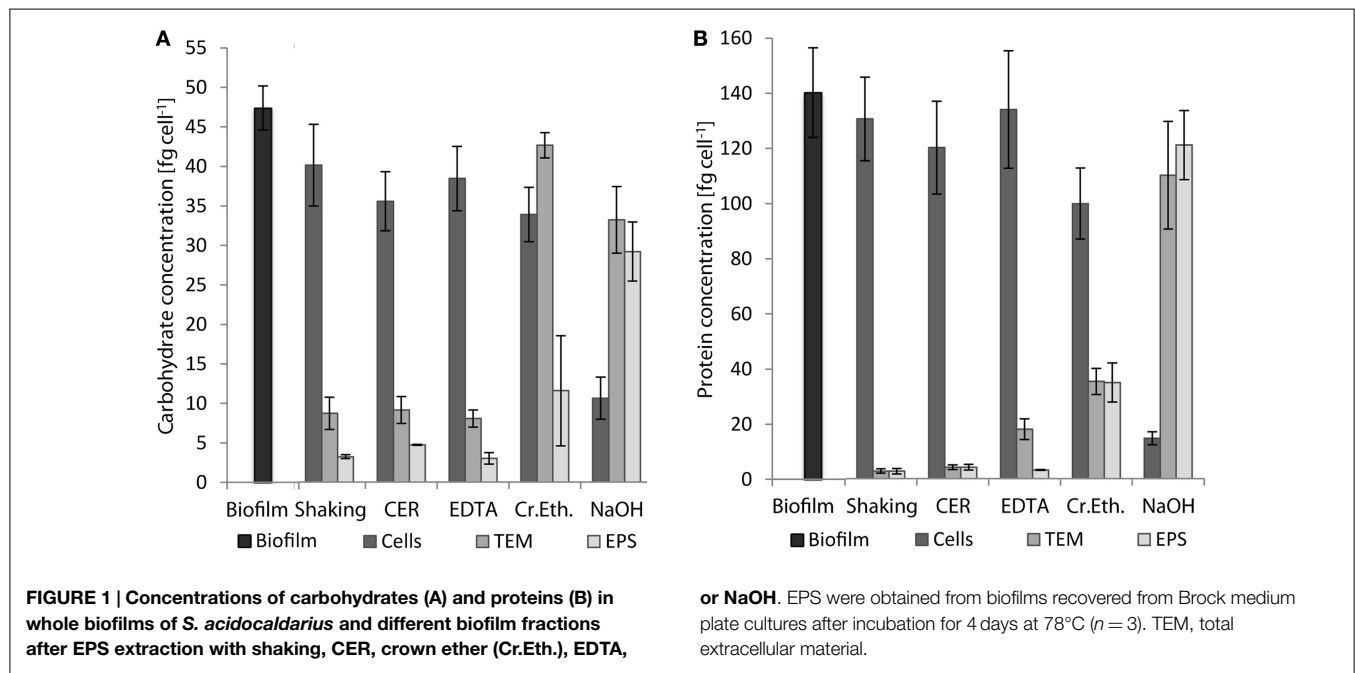 A
Carbohydrate concentration [fg cell-1]
55
50
45
40
35
30
25
20
15
10
5
0
Biofilm Shaking CER EDTA Cr.Eth. NaOH
Biofilm Cells TEM EPS
B
Protein concentration [fg cell-1]
160
140
120
100
80
60
40
20
0
Biofilm Shaking CER EDTA Cr.Eth. NaOH
Biofilm Cells TEM EPS
FIGURE 1 | Concentrations of carbohydrates (A) and proteins (B) in
whole biofilms of S. acidocaldarius and different biofilm fractions
after EPS extraction with shaking, CER, crown ether (Cr.Eth.), EDTA,
or NaOH. EPS were obtained from biofilms recovered from Brock medium
plate cultures after incubation for 4 days at 78°C (n = 3). TEM, total
extracellular material.